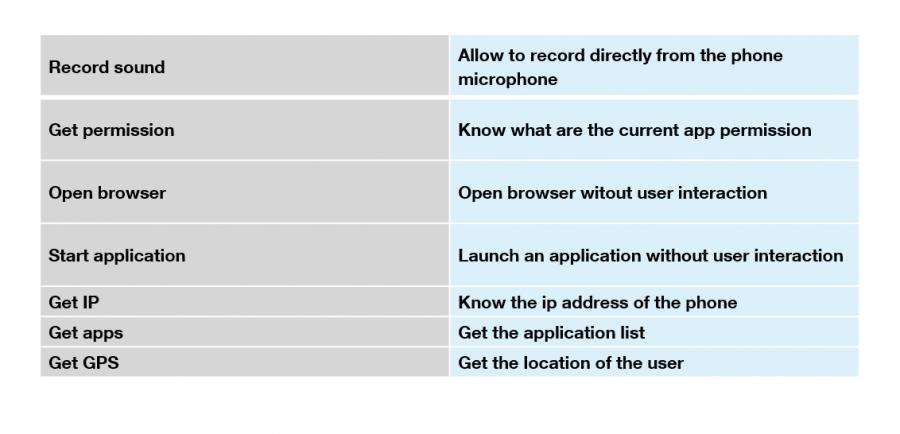 Record sound
Allow to record directly from the phone
microphone
Get permission
Know what are the current app permission
Open browser
Open browser witout user interaction
Start application
Launch an application without user interaction
Get IP
Know the ip address of the phone
Get apps
Get the application list
Get GPS
Get the location of the user